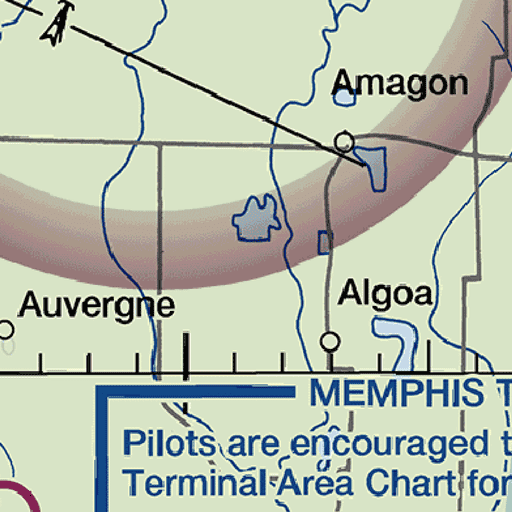 Amagon
Auvergne
Algoa
MEMPHIS T
Pilots are encouraged t
Terminal Area Chart for